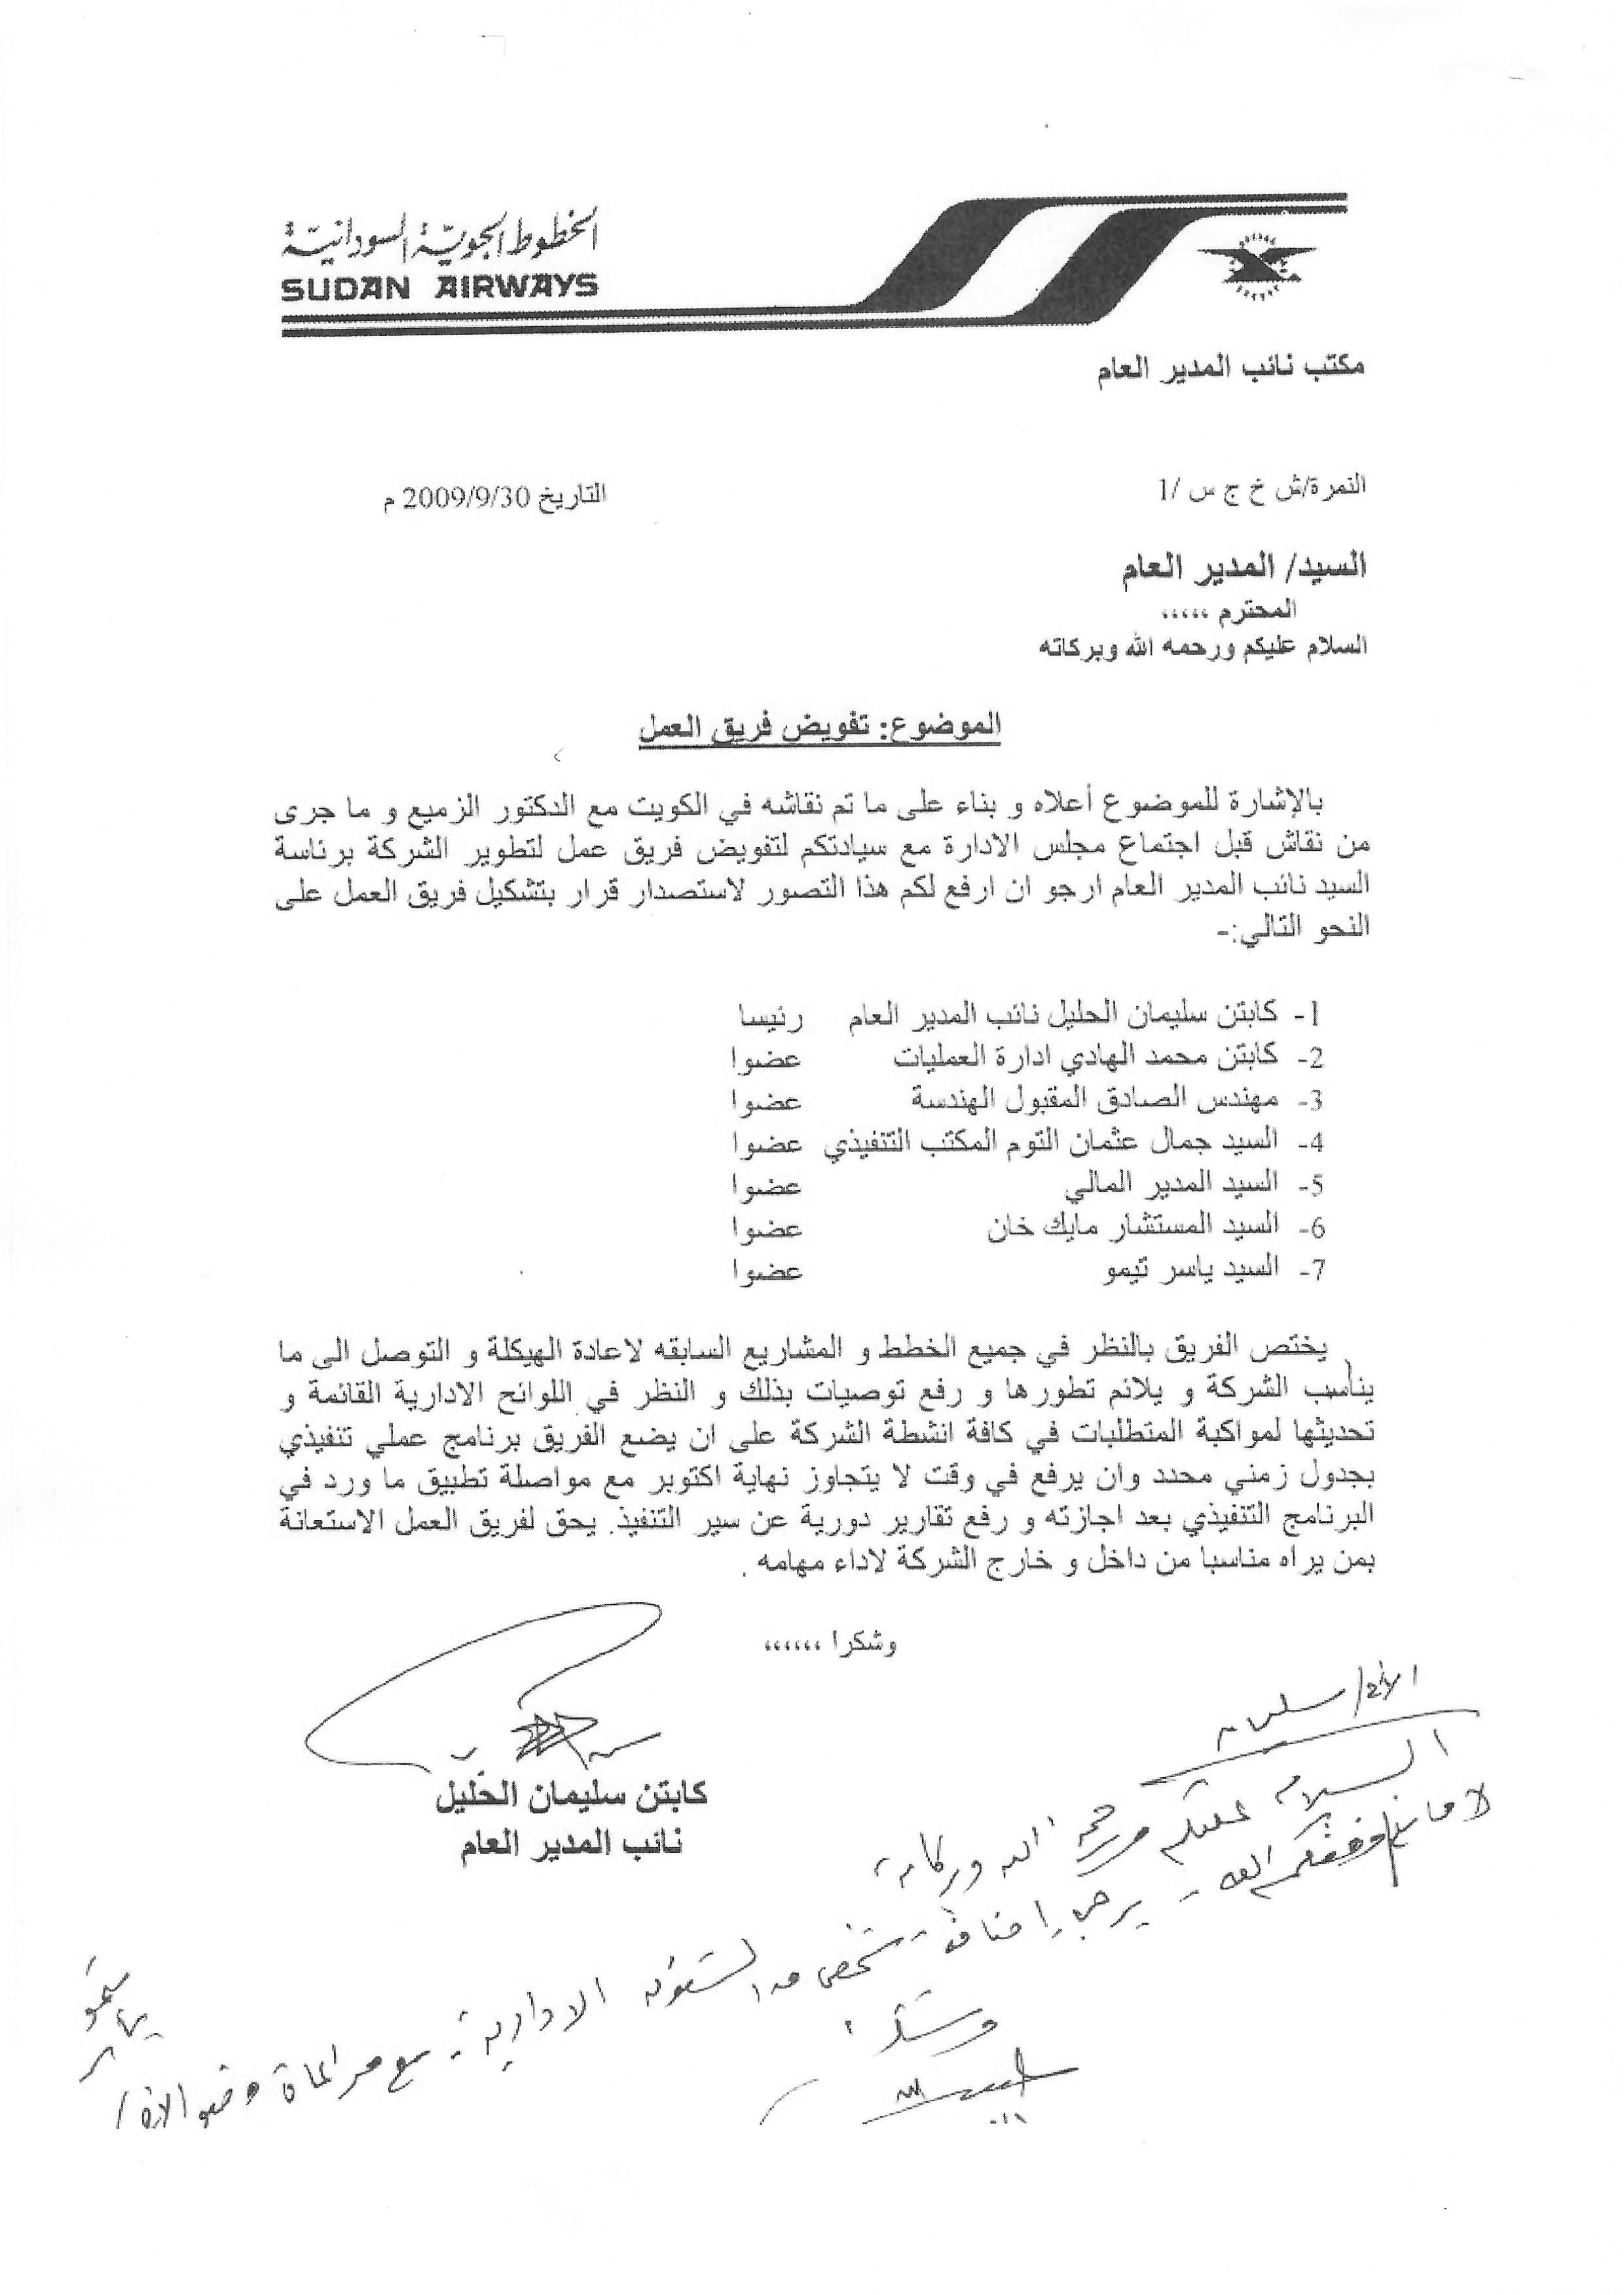 الخطوط الجوية السودانية
SUDAN AIRWAYS
مكتب نائب المدير العام
النمرة/ش خ ج س /1
التاريخ 2009/9/30 م
السيد/ المدير العام
المحترم ،،،،،
السلام عليكم ورحمه الله وبركاته
الموضوع: تفويض فريق العمل
بالإشارة للموضوع أعلاه و بناء على ما تم نقاشه في الكويت مع الدكتور الزميع و ما جرى
من نقاش قبل اجتماع مجلس الادارة مع سيادتكم لتفويض فريق عمل لتطوير الشركة برئاسة
السيد نائب المدير العام ارجو ان ارفع لكم هذا التصور لاستصدار قرار بتشكيل فريق العمل على
النحو التالي:-
1- كابتن سليمان الحليل نائب المدير العام رئيسا
2- كابتن محمد الهادي ادارة العمليات عضوا
3- مهندس الصادق المقبول الهندسة عضوا
4- السيد جمال عثمان التوم المكتب التنفيذي عضوا
5- السيد المدير المالي عضوا
6- السيد المستشار مايك خان عضوا
7- السيد ياسر تيمو عضوا
يختص الفريق بالنظر في جميع الخطط و المشاريع السابقه لاعادة الهيكلة و التوصل الى ما
يناسب الشركة و يلائم تطورها و رفع توصيات بذلك و النظر في اللوائح الادارية القائمة و
تحديثها لمواكبة المتطلبات في كافة انشطة الشركة على ان يضع الفريق برنامج عملي تنفيذي
بجدول زمني محدد وان يرفع في وقت لا يتجاوز نهاية اكتوبر مع مواصلة تطبيق ما ورد في
البرنامج التنفيذي بعد اجازته و رفع تقارير دورية عن سير التنفيذ. يحق لفريق العمل الاستعانة
بمن يراه مناسبا من داخل و خارج الشركة لاداء مهامه .
وشكرا ،،،،،،
كابتن سليمان الحليل
نائب المدير العام
الأخ/ سليمان
السلام عليكم ورحمة الله وبركاته
لا مانع وفقكم الله - يرجى إضافة شخص من الشئون الادارية - مع مراعاة وضع الاخ/
ياسر تيمو
وشكرا